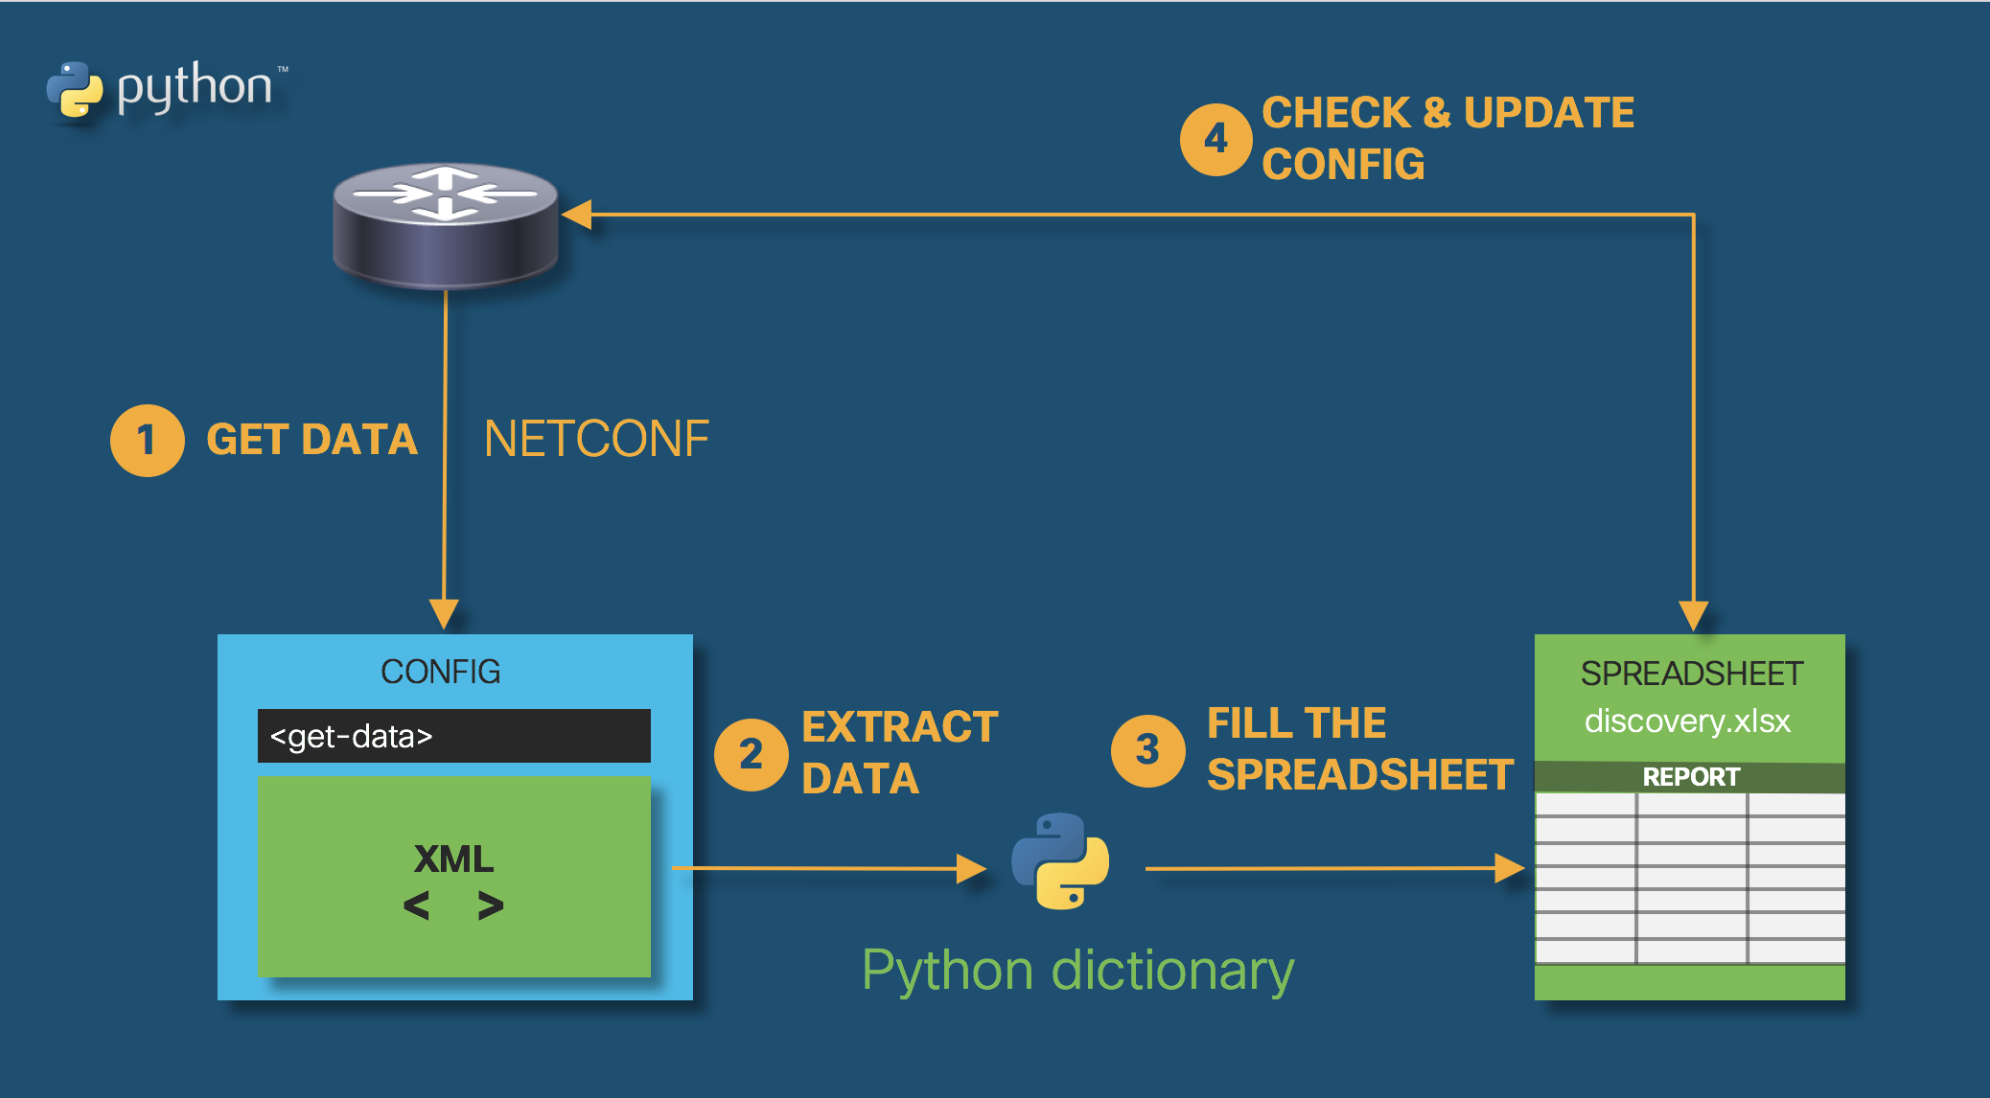 python™
4
CHECK & UPDATE
CONFIG
1
GET DATA
NETCONF
CONFIG
<get-data>
XML
< >
2
EXTRACT
DATA
Python dictionary
3
FILL THE
SPREADSHEET
SPREADSHEET
discovery.xlsx
REPORT